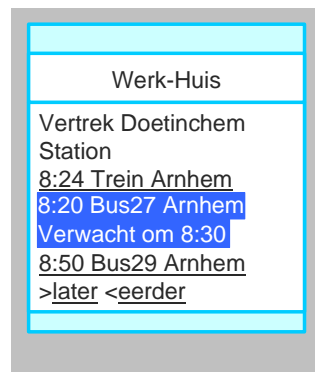 Werk-Huis
Vertrek Doetinchem
Station
8:24 Trein Arnhem
8:20 Bus27 Arnhem
Verwacht om 8:30
8:50 Bus29 Arnhem
>later <eerder